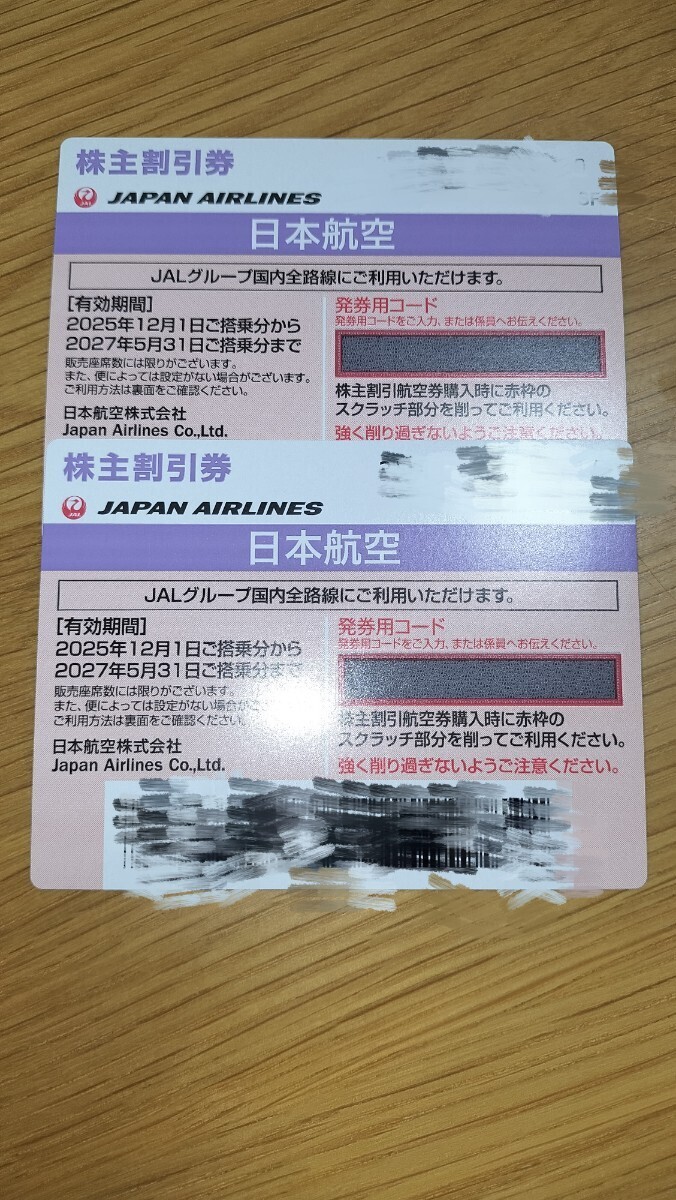 株主割引券
JAL
JAPAN AIRLINES
日本航空
JALグループ国内全路線にご利用いただけます。
[有効期間]
2025年12月1日ご搭乗分から
2027年5月31日ご搭乗分まで
販売座席数には限りがございます。
また、便によっては設定がない場合がございます。
ご利用方法は裏面をご確認ください。
日本航空株式会社
Japan Airlines Co.,Ltd.
発券用コード
発券用コードをご入力、または係員へお伝えください。
株主割引航空券購入時に赤枠の
スクラッチ部分を削ってご利用ください。
強く削り過ぎないようご注意ください。
株主割引券
JAL
JAPAN AIRLINES
日本航空
JALグループ国内全路線にご利用いただけます。
[有効期間]
2025年12月1日ご搭乗分から
2027年5月31日ご搭乗分まで
販売座席数には限りがございます。
また、便によっては設定がない場合がご
ご利用方法は裏面をご確認ください。
日本航空株式会社
Japan Airlines Co.,Ltd.
発券用コード
発券用コードをご入力、または係員へお伝えください。
株主割引航空券購入時に赤枠の
スクラッチ部分を削ってご利用ください。
強く削り過ぎないようご注意ください。